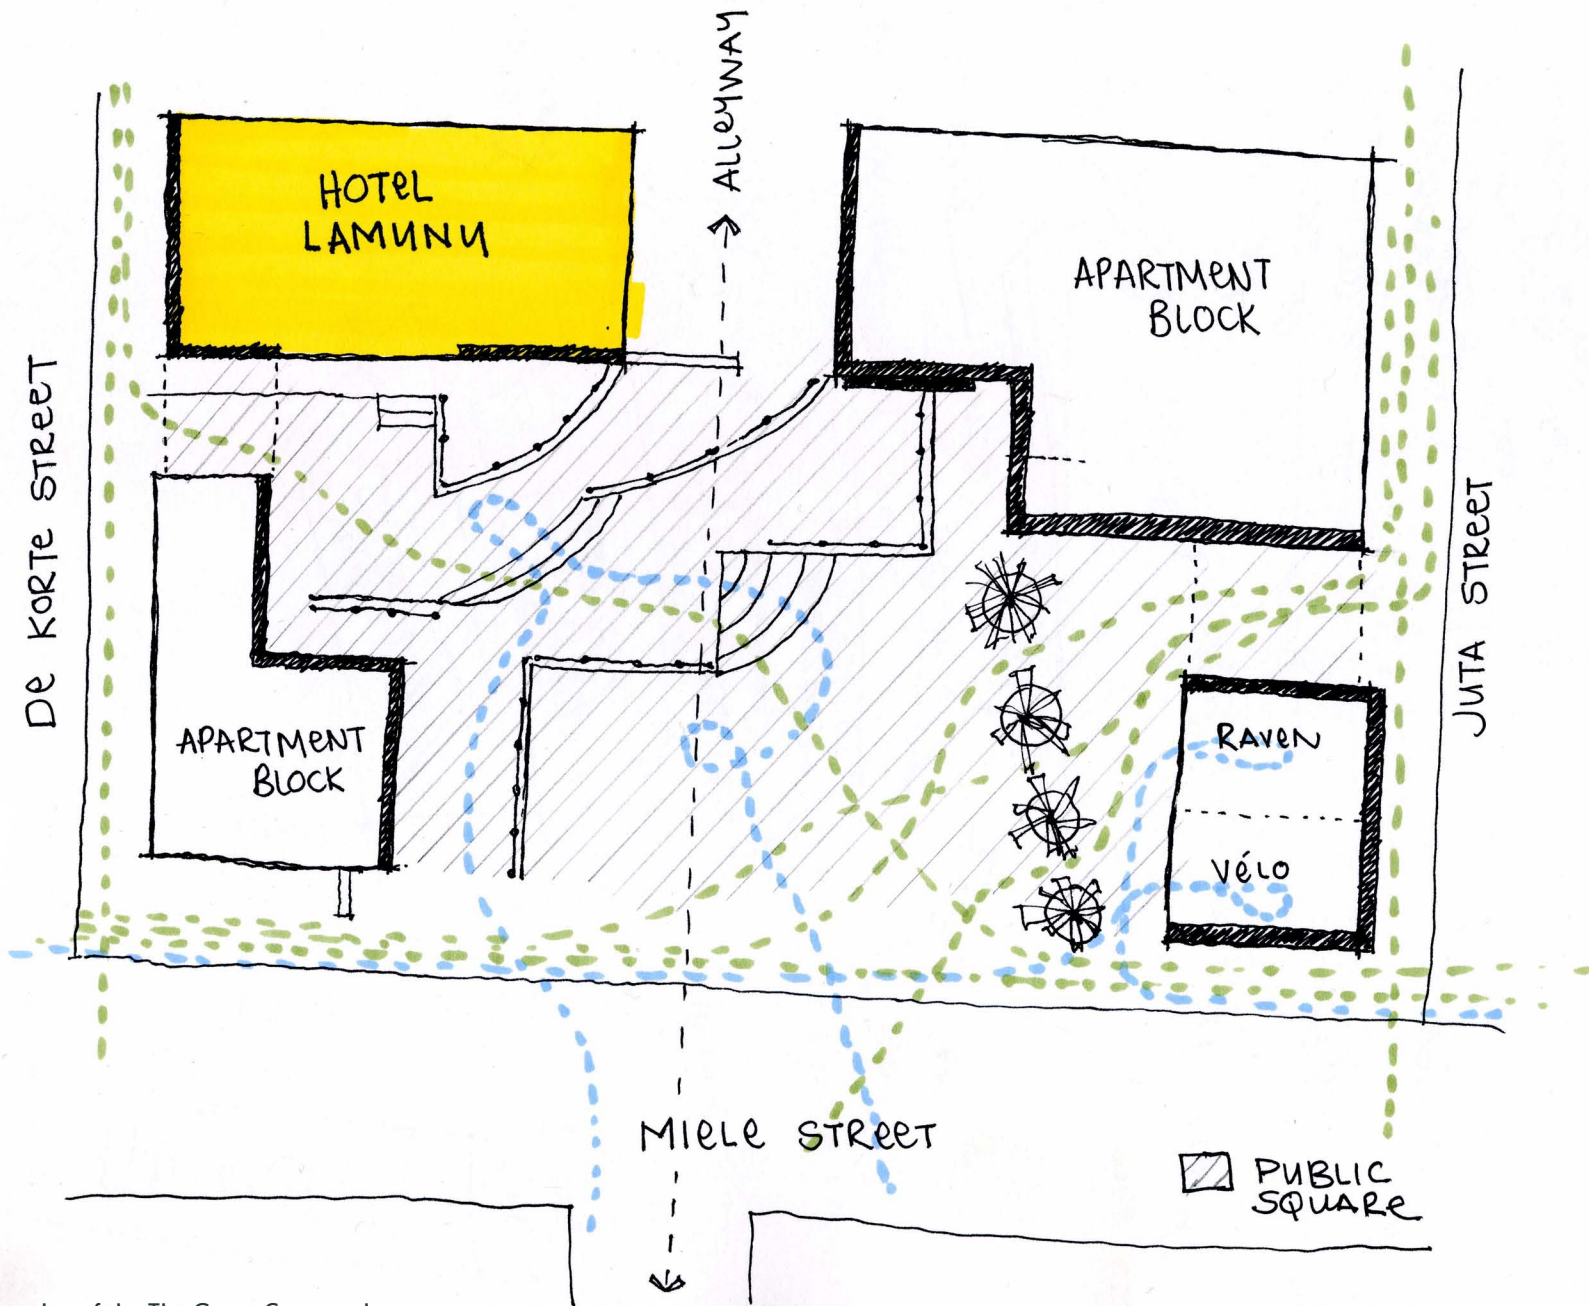 ALLEYWAY
HOTEL
LAMUNU
APARTMENT
BLOCK
DE KORTE STREET
JUTA STREET
APARTMENT
BLOCK
RAVEN
VÉLO
MIELE STREET
PUBLIC
SQUARE